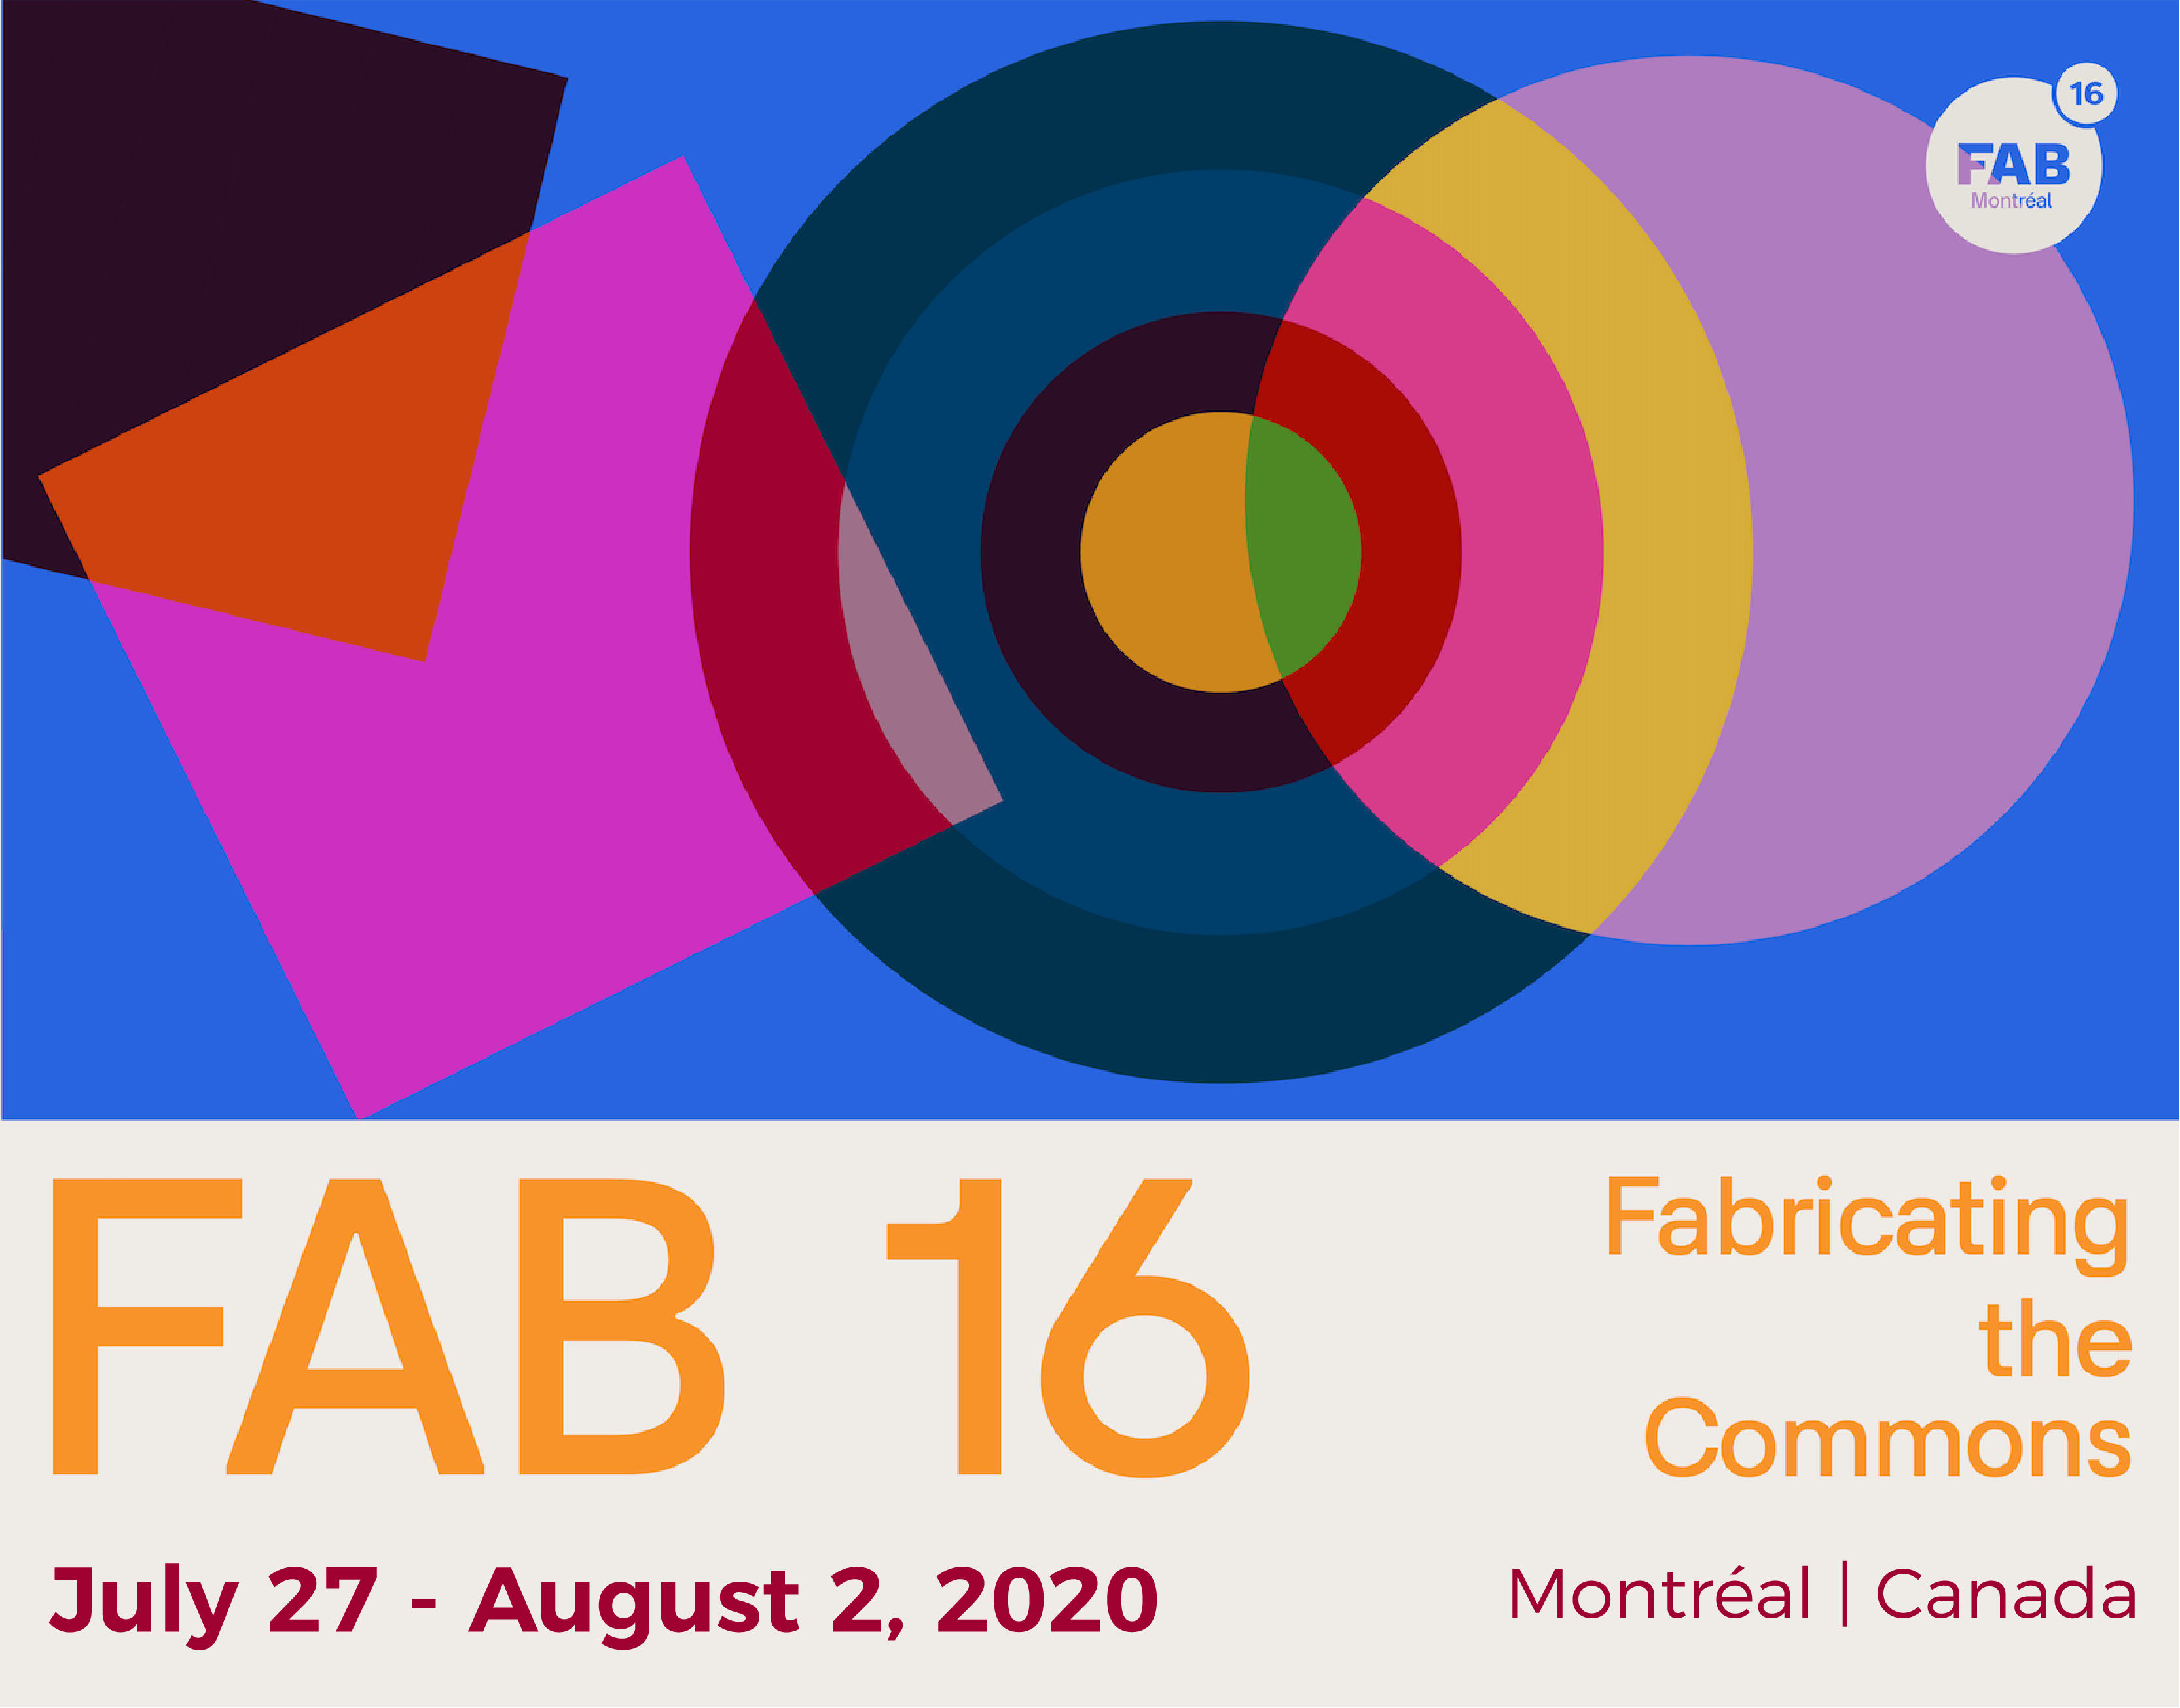 16
FAB
Montréal
FAB 16
Fabricating
the
Commons
July 27 - August 2, 2020
Montréal | Canada